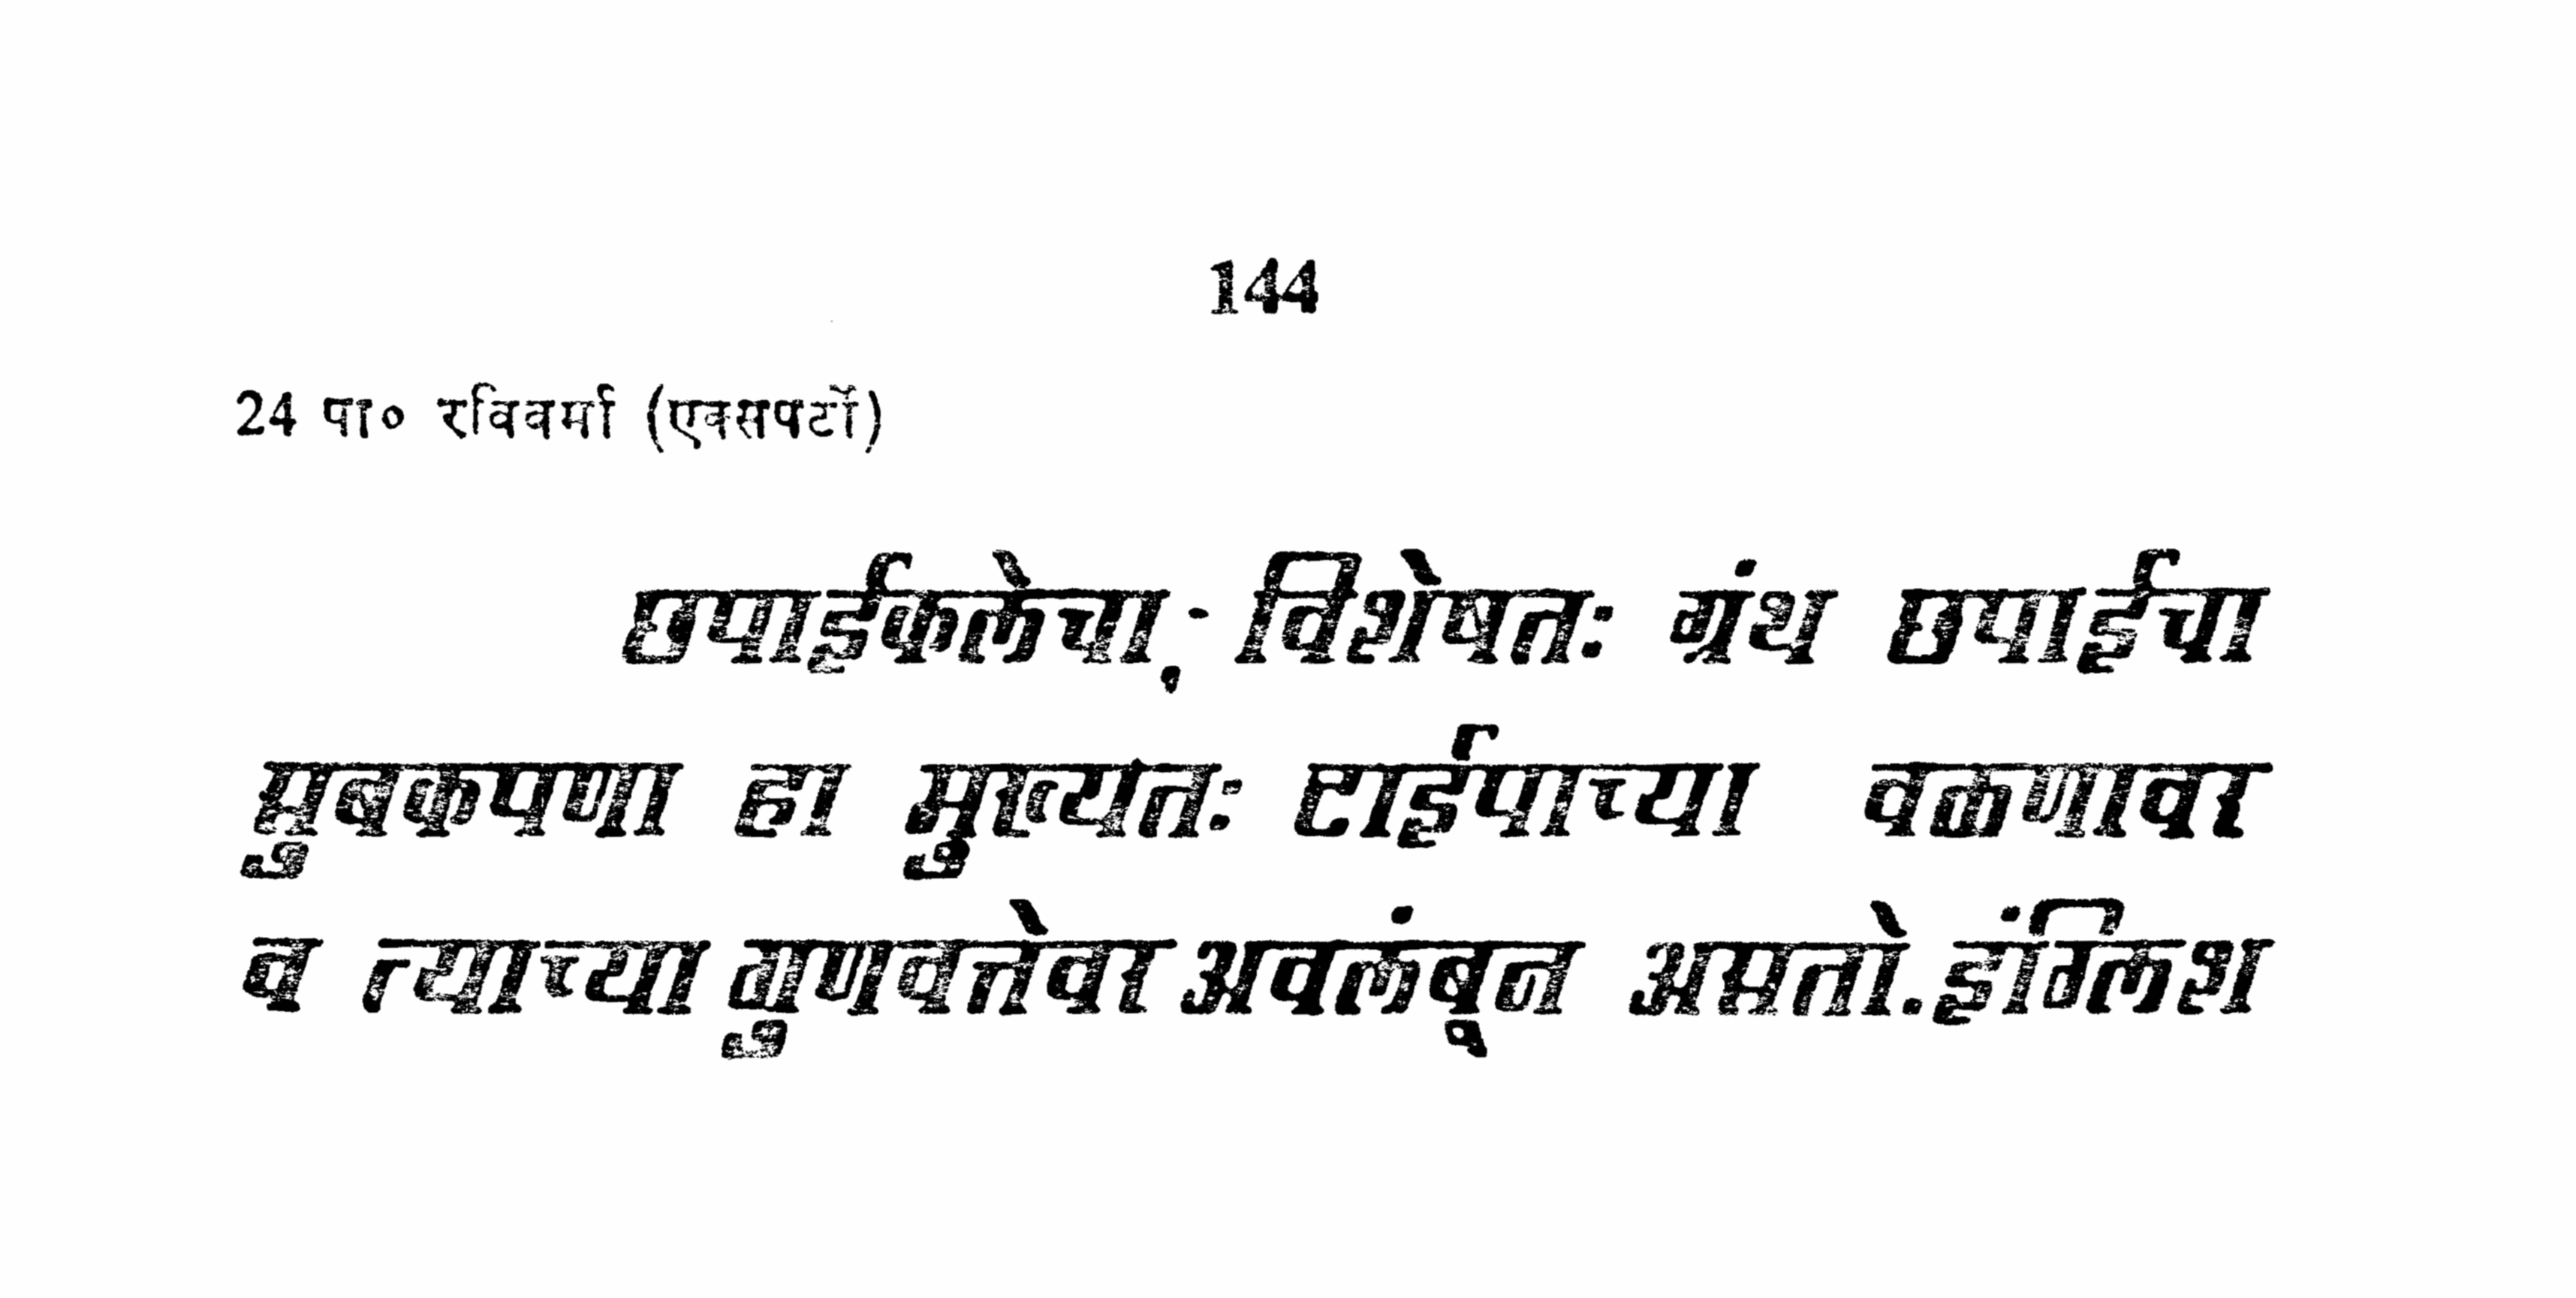 144
24 पा० रविवर्मा (एक्सपर्टो)
छपाईकलेचा, विशेषतः ग्रंथ छपाईचा
सुबकपणा हा मुख्यतः टाईपाच्या वळणावर
व त्याच्या गुणवत्तेवर अवलंबून असतो.इंग्लिश